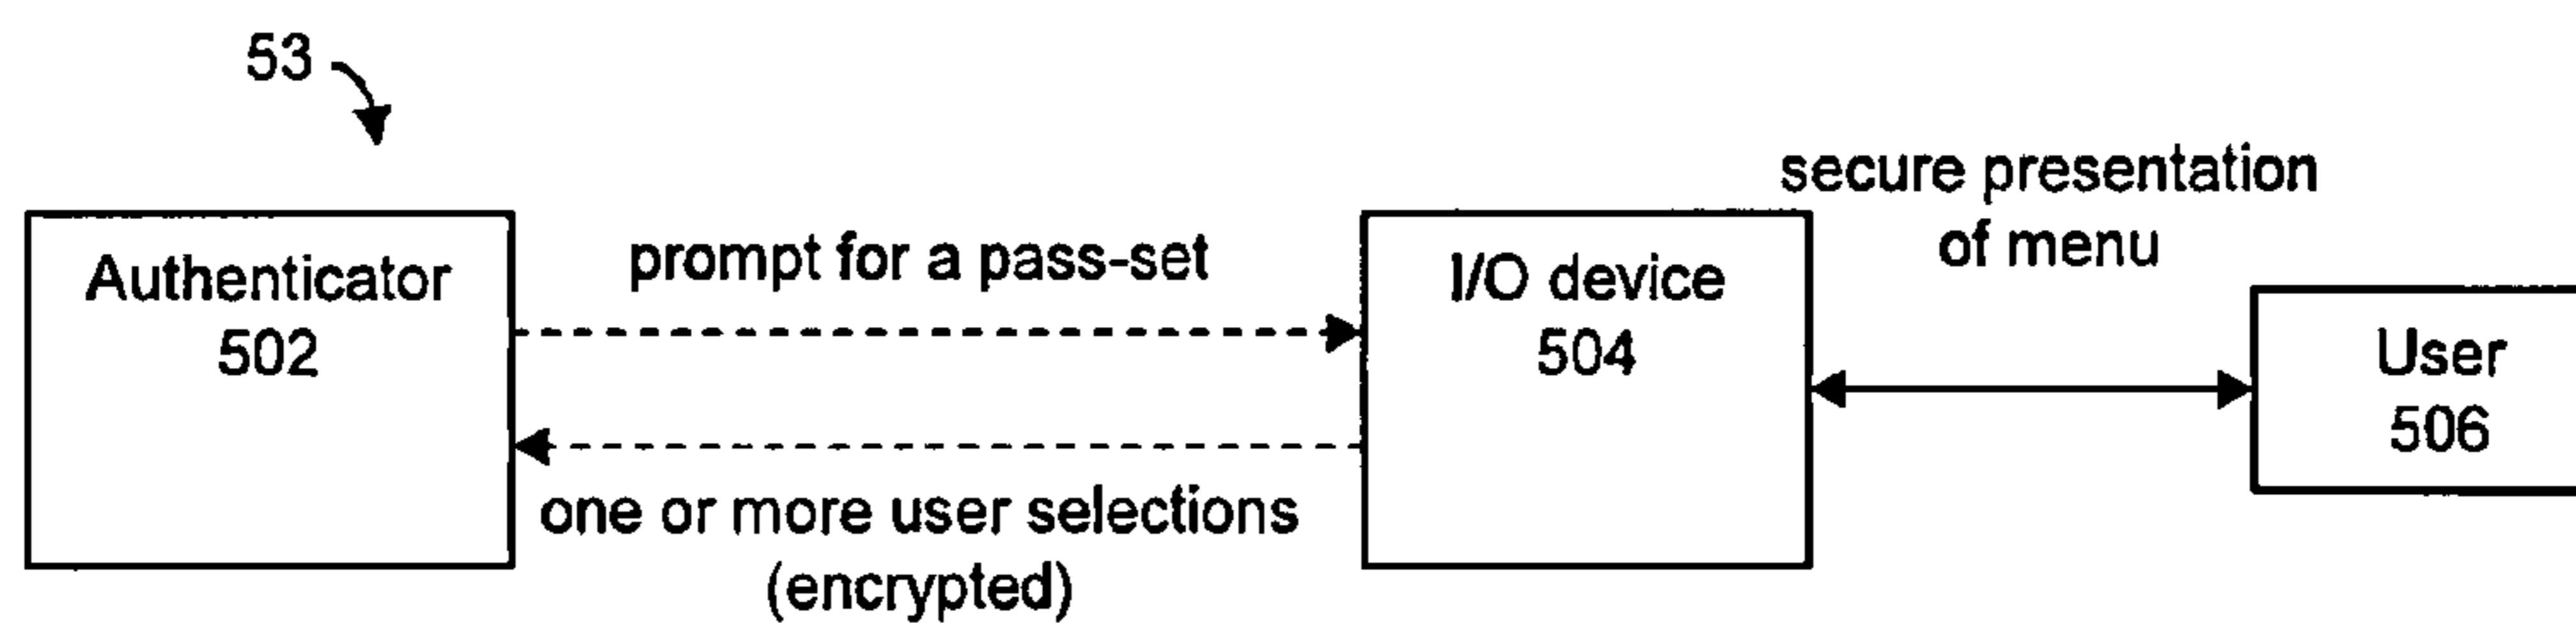 53
Authenticator
502
prompt for a pass-set
one or more user selections
(encrypted)
I/O device
504
secure presentation
of menu
User
506